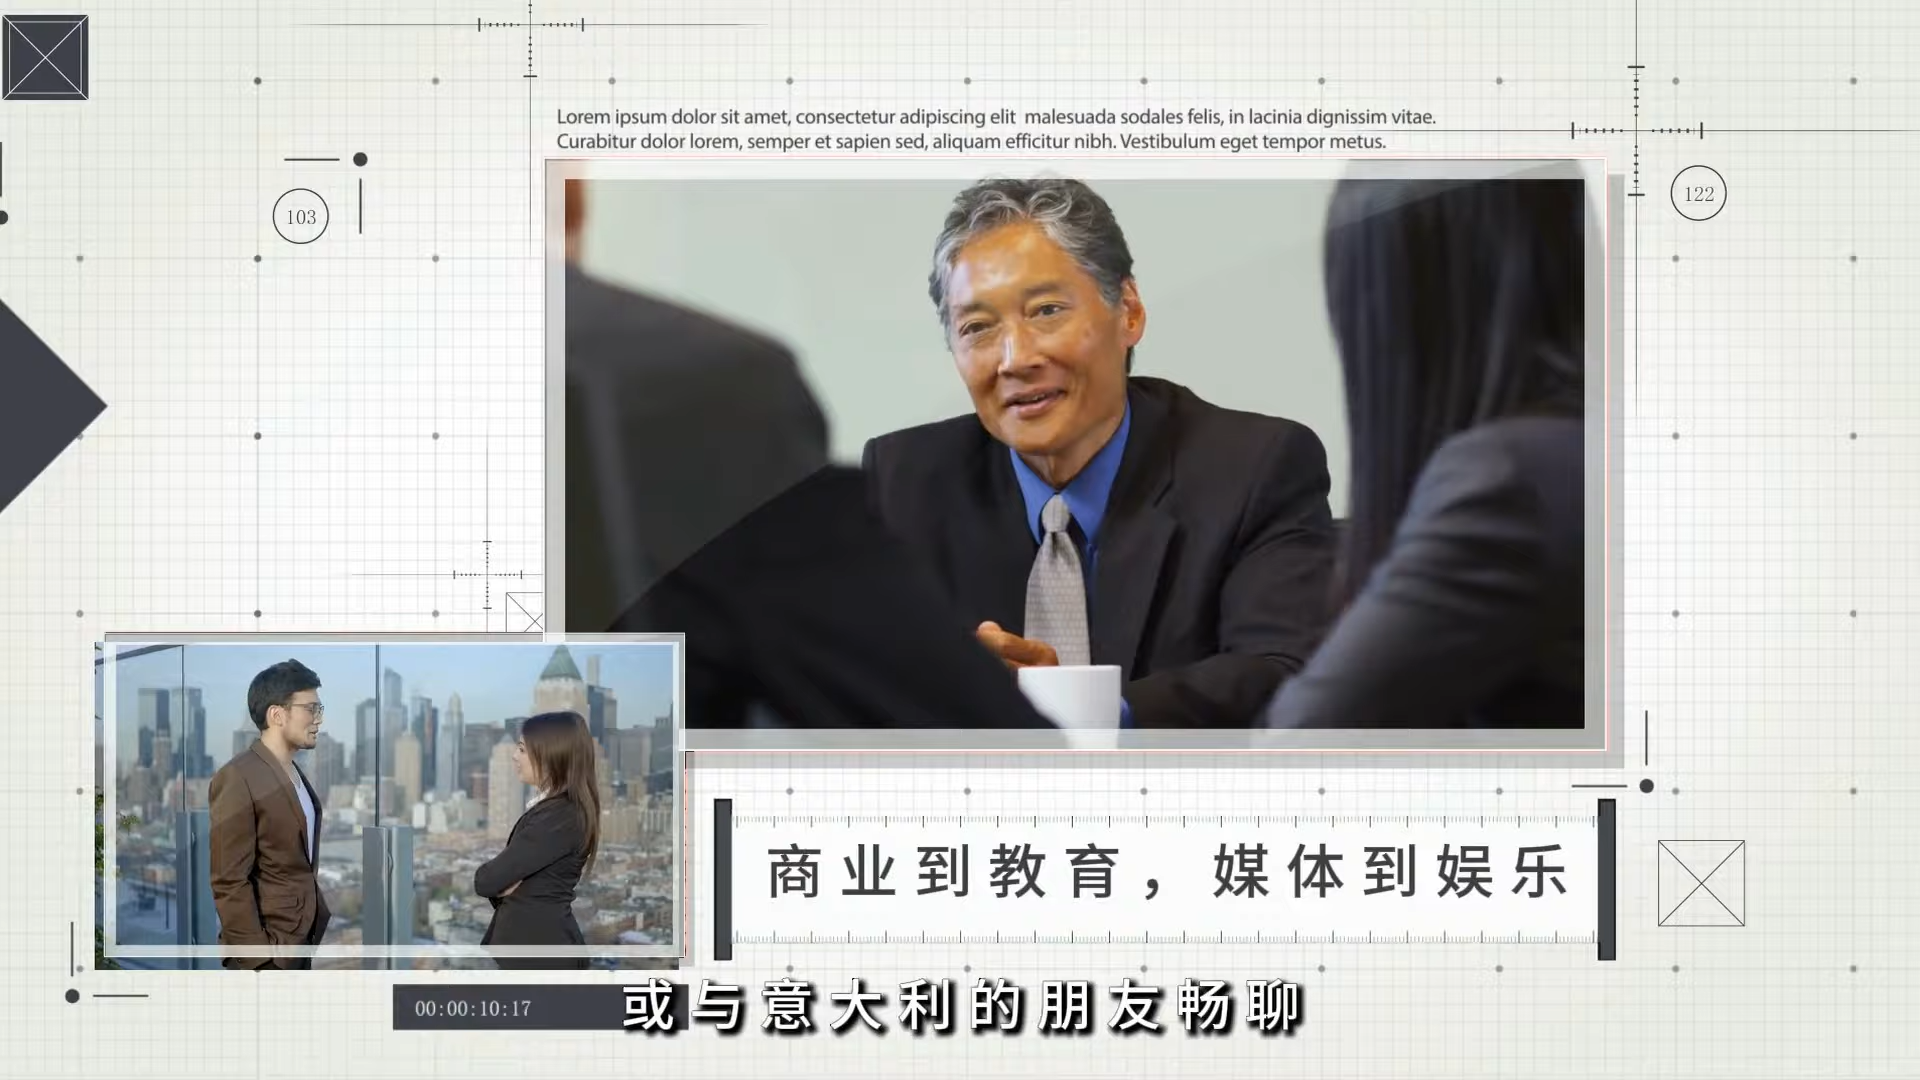 Lorem ipsum dolor sit amet, consectetur adipiscing elit malesuada sodales felis, in lacinia dignissim vitae.
Curabitur dolor lorem, semper et sapien sed, aliquam efficitur nibh. Vestibulum eget tempor metus.
103
122
商业到教育，媒体到娱乐
00:00:10:17
或与意大利的朋友畅聊